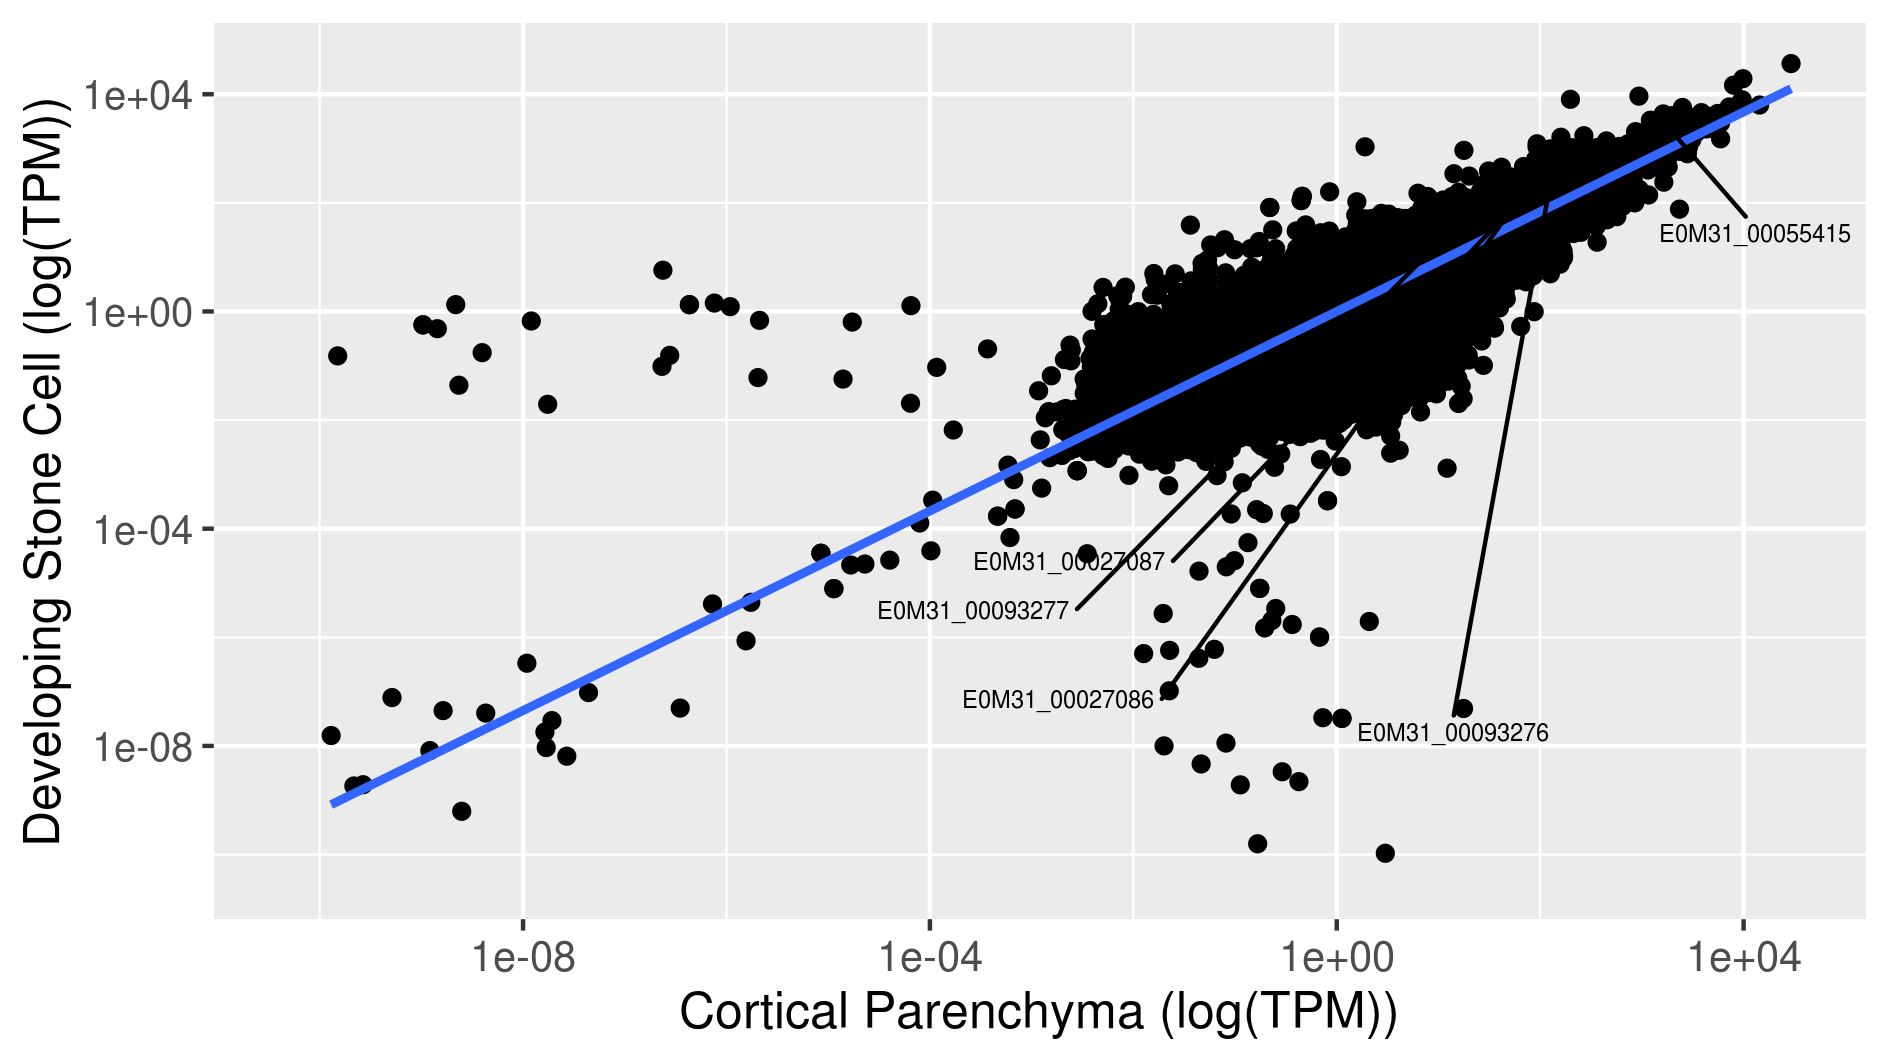 Developing Stone Cell (log(TPM))
1e+04
1e+00
1e-04
1e-08
E0M31_00055415
E0M31_00027087
E0M31_00093277
E0M31_00027086
E0M31_00093276
1e-08
1e-04
1e+00
1e+04
Cortical Parenchyma (log(TPM))